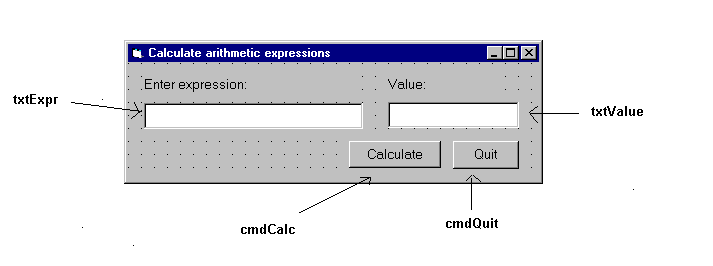 Calculate arithmetic expressions
Enter expression: Value:
txtExpr
txtValue
Calculate Quit
cmdCalc
cmdQuit